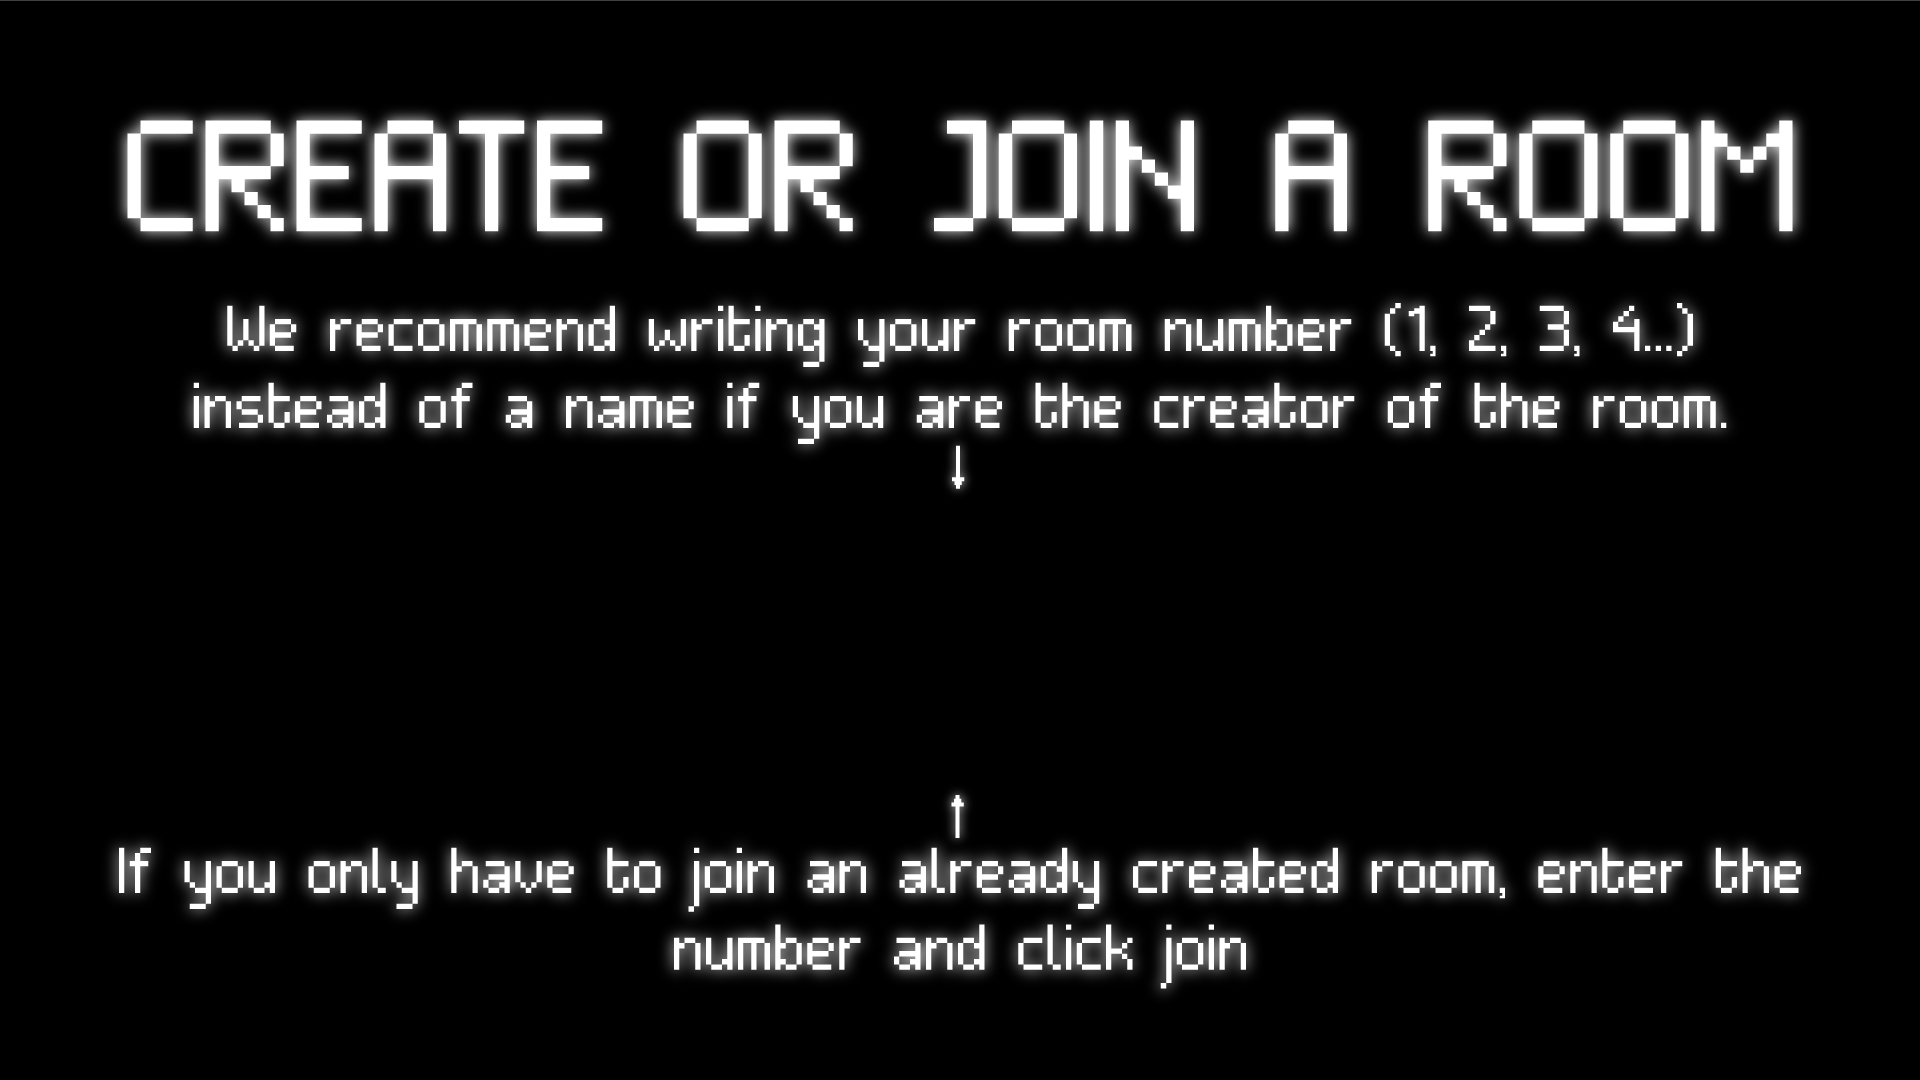 CREATE OR JOIN A ROOM
We recommend writing your room number (1, 2, 3, 4...)
instead of a name if you are the creator of the room.
↓
↑
If you only have to join an already created room, enter the
number and click join